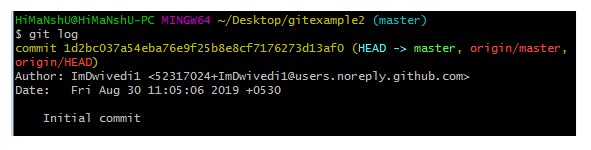 HiMaNshU@HiMaNshU-PC MINGW64 ~/Desktop/gitexample2 (master)
$ git log
commit 1d2bc037a54eba76e9f25b8e8cf7176273d13af0 (HEAD -> master, origin/master,
origin/HEAD)
Author: ImDwivedi1 <52317024+ImDwivedi1@users.noreply.github.com>
Date:   Fri Aug 30 11:05:06 2019 +0530
    Initial commit